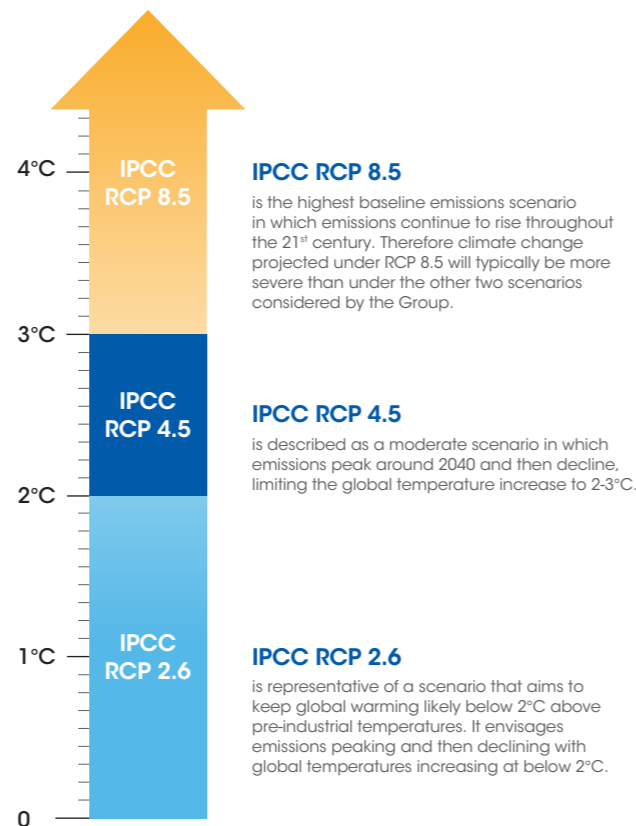 4°C
IPCC
RCP 8.5
IPCC RCP 8.5
is the highest baseline emissions scenario
in which emissions continue to rise throughout
the 21st century. Therefore climate change
projected under RCP 8.5 will typically be more
severe than under the other two scenarios
considered by the Group.
3°C
IPCC
RCP 4.5
IPCC RCP 4.5
is described as a moderate scenario in which
emissions peak around 2040 and then decline,
limiting the global temperature increase to 2-3°C.
2°C
IPCC
RCP 2.6
1°C
IPCC RCP 2.6
is representative of a scenario that aims to
keep global warming likely below 2°C above
pre-industrial temperatures. It envisages
emissions peaking and then declining with
global temperatures increasing at below 2°C.
0